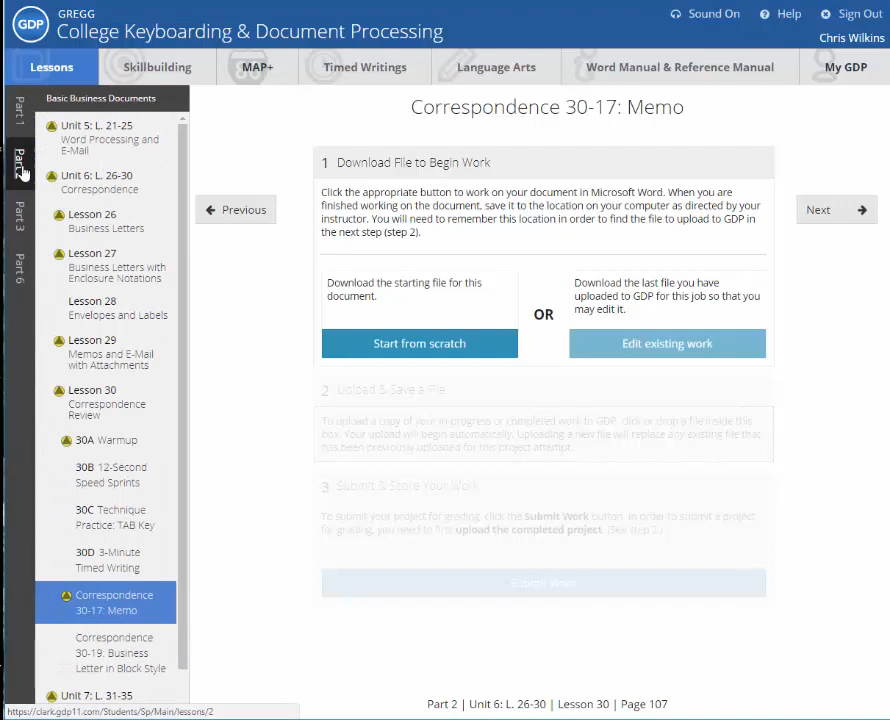 GDP
GREGG
College Keyboarding & Document Processing
Sound On
Help
Sign Out
Chris Wilkins
Lessons
Skillbuilding
MAP+
Timed Writings
Language Arts
Word Manual & Reference Manual
My GDP
Part 1
Part
Part 3
Part 6
Basic Business Documents
Unit 5: L. 21-25
Word Processing and
E-Mail
Unit 6: L. 26-30
Correspondence
Lesson 26
Business Letters
Lesson 27
Business Letters with
Enclosure Notations
Lesson 28
Envelopes and Labels
Lesson 29
Memos and E-Mail
with Attachments
Lesson 30
Correspondence
Review
30A Warmup
30B 12-Second
Speed Sprints
30C Technique
Practice: TAB Key
30D 3-Minute
Timed Writing
Correspondence
30-17: Memo
Correspondence
30-19: Business
Letter in Block Style
Unit 7: L. 31-35
https://clark.gdp11.com/Students/Sp/Main/lessons/2
Correspondence 30-17: Memo
Previous
Next
1 Download File to Begin Work
Click the appropriate button to work on your document in Microsoft Word. When you are
finished working on the document, save it to the location on your computer as directed by your
instructor. You will need to remember this location in order to find the file to upload to GDP in
the next step (step 2).
Download the starting file for this
document.
Start from scratch
OR
Download the last file you have
uploaded to GDP for this job so that you
may edit it.
Edit existing work
2 Upload & Save a File
To upload a copy of your in-progress or completed work to GDP, click or drop a file inside this
box. Your upload will begin automatically. Uploading a new file will replace any existing file that
has been previously uploaded for this project attempt.
3 Submit & Store Your Work
To submit your project for grading, click the Submit Work button. In order to submit a project
for grading, you need to first upload the completed project. (See step 2.)
Submit Work
Part 2 | Unit 6: L. 26-30 | Lesson 30 | Page 107